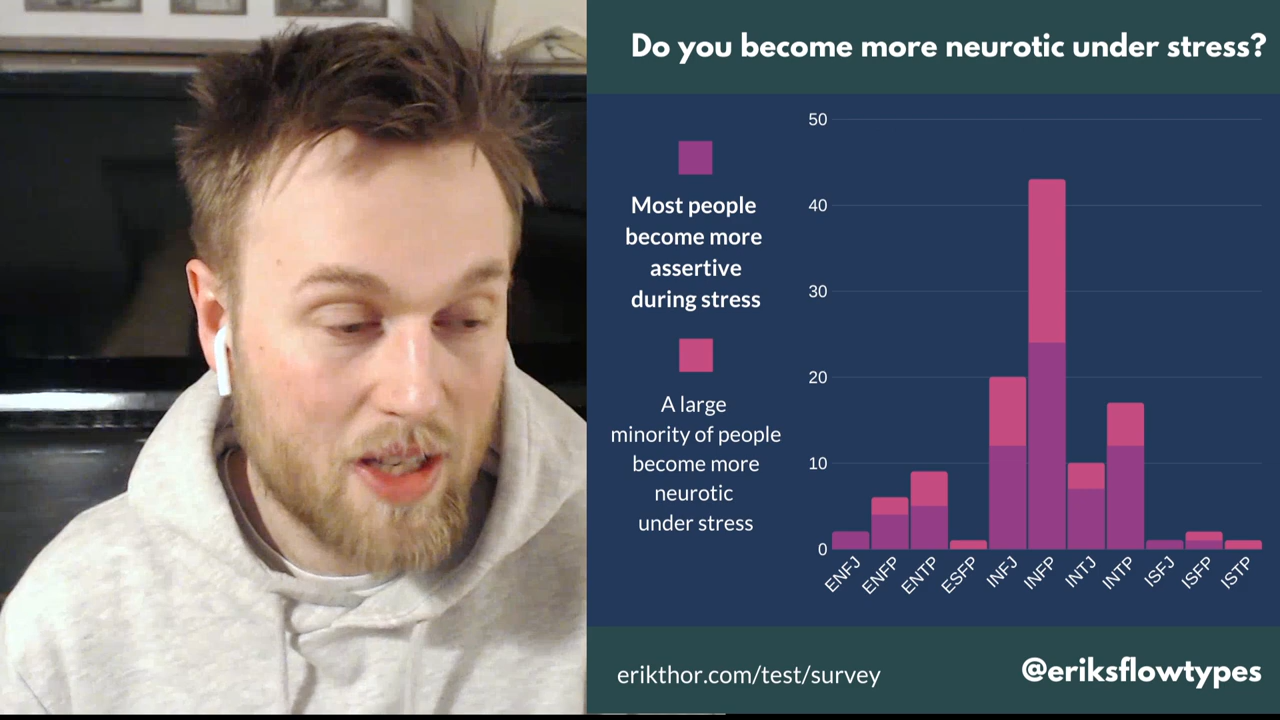 Do you become more neurotic under stress?
Most people
become more
assertive
during stress
A large
minority of people
become more
neurotic
under stress
50
40
30
20
10
0
ENFJ
ENFP
ENTP
ESFP
INFJ
INFP
INTJ
INTP
ISFJ
ISFP
ISTP
erikthor.com/test/survey
@eriksflowtypes